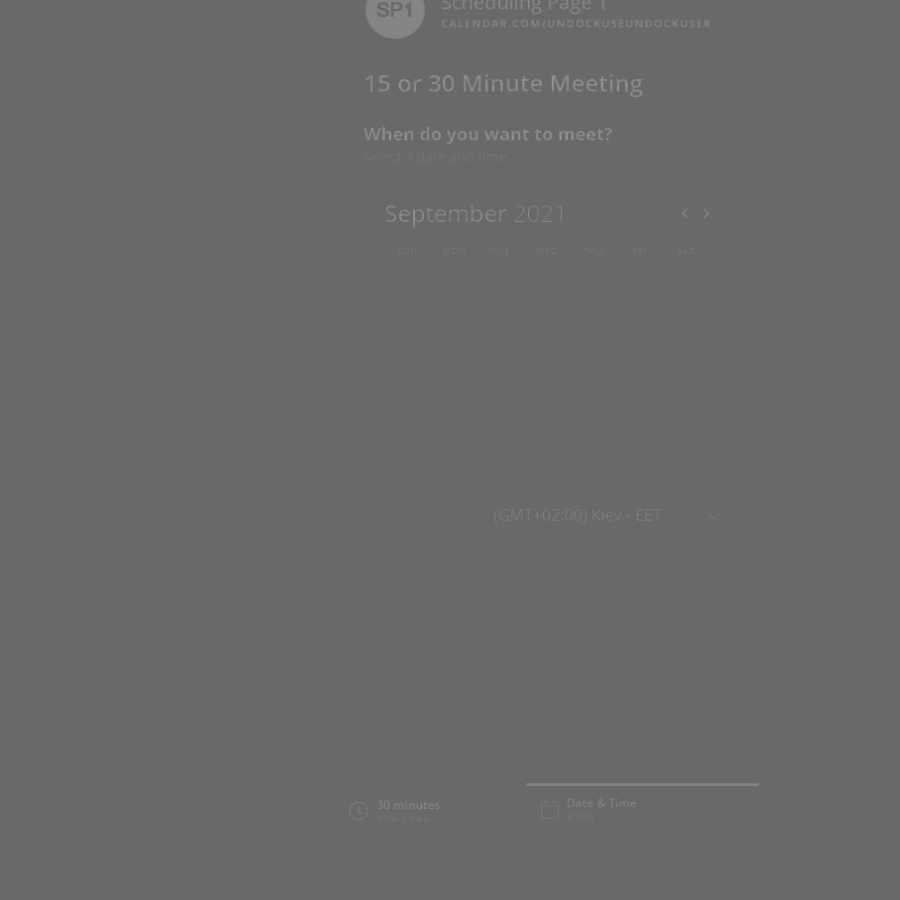 SP1
Scheduling Page 1
CALENDAR.COM/UNDOCKUSEUNDOCKUSER
15 or 30 Minute Meeting
When do you want to meet?
Select a date and time
September 2021
SUN MON TUE WED THU FRI SAT
(GMT+02:00) Kiev - EET
30 minutes
HOW LONG
Date & Time
WHEN